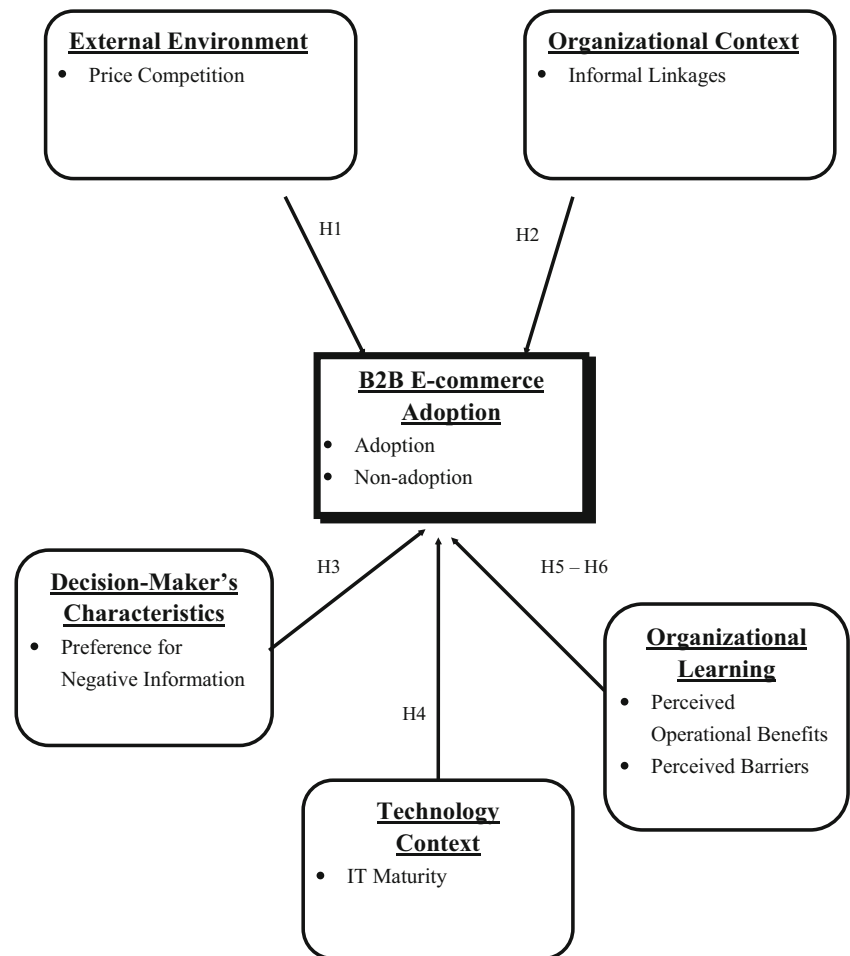 External Environment
• Price Competition
Organizational Context
• Informal Linkages
H1
H2
B2B E-commerce
Adoption
• Adoption
• Non-adoption
H3
H5 – H6
Decision-Maker's
Characteristics
• Preference for
Negative Information
H4
Organizational
Learning
• Perceived
Operational Benefits
• Perceived Barriers
Technology
Context
• IT Maturity